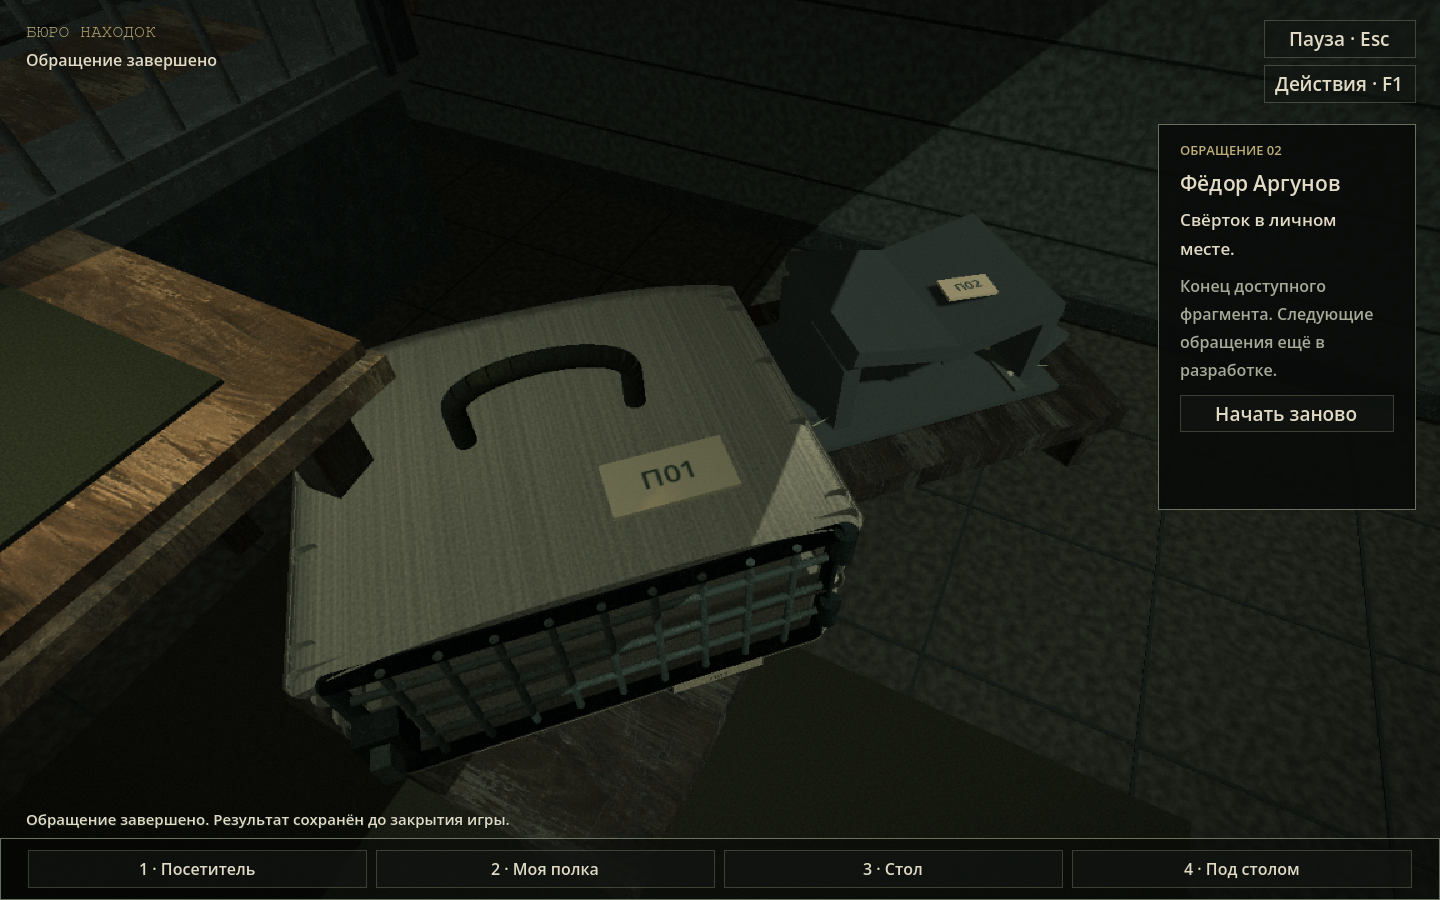 БЮРО НАХОДОК
Обращение завершено
Пауза · Esc
Действия · F1
ОБРАЩЕНИЕ 02
Фёдор Аргунов
Свёрток в личном
месте.
Конец доступного
фрагмента. Следующие
обращения ещё в
разработке.
Начать заново
П02
П01
Обращение завершено. Результат сохранён до закрытия игры.
1 · Посетитель
2 · Моя полка
3 · Стол
4 · Под столом